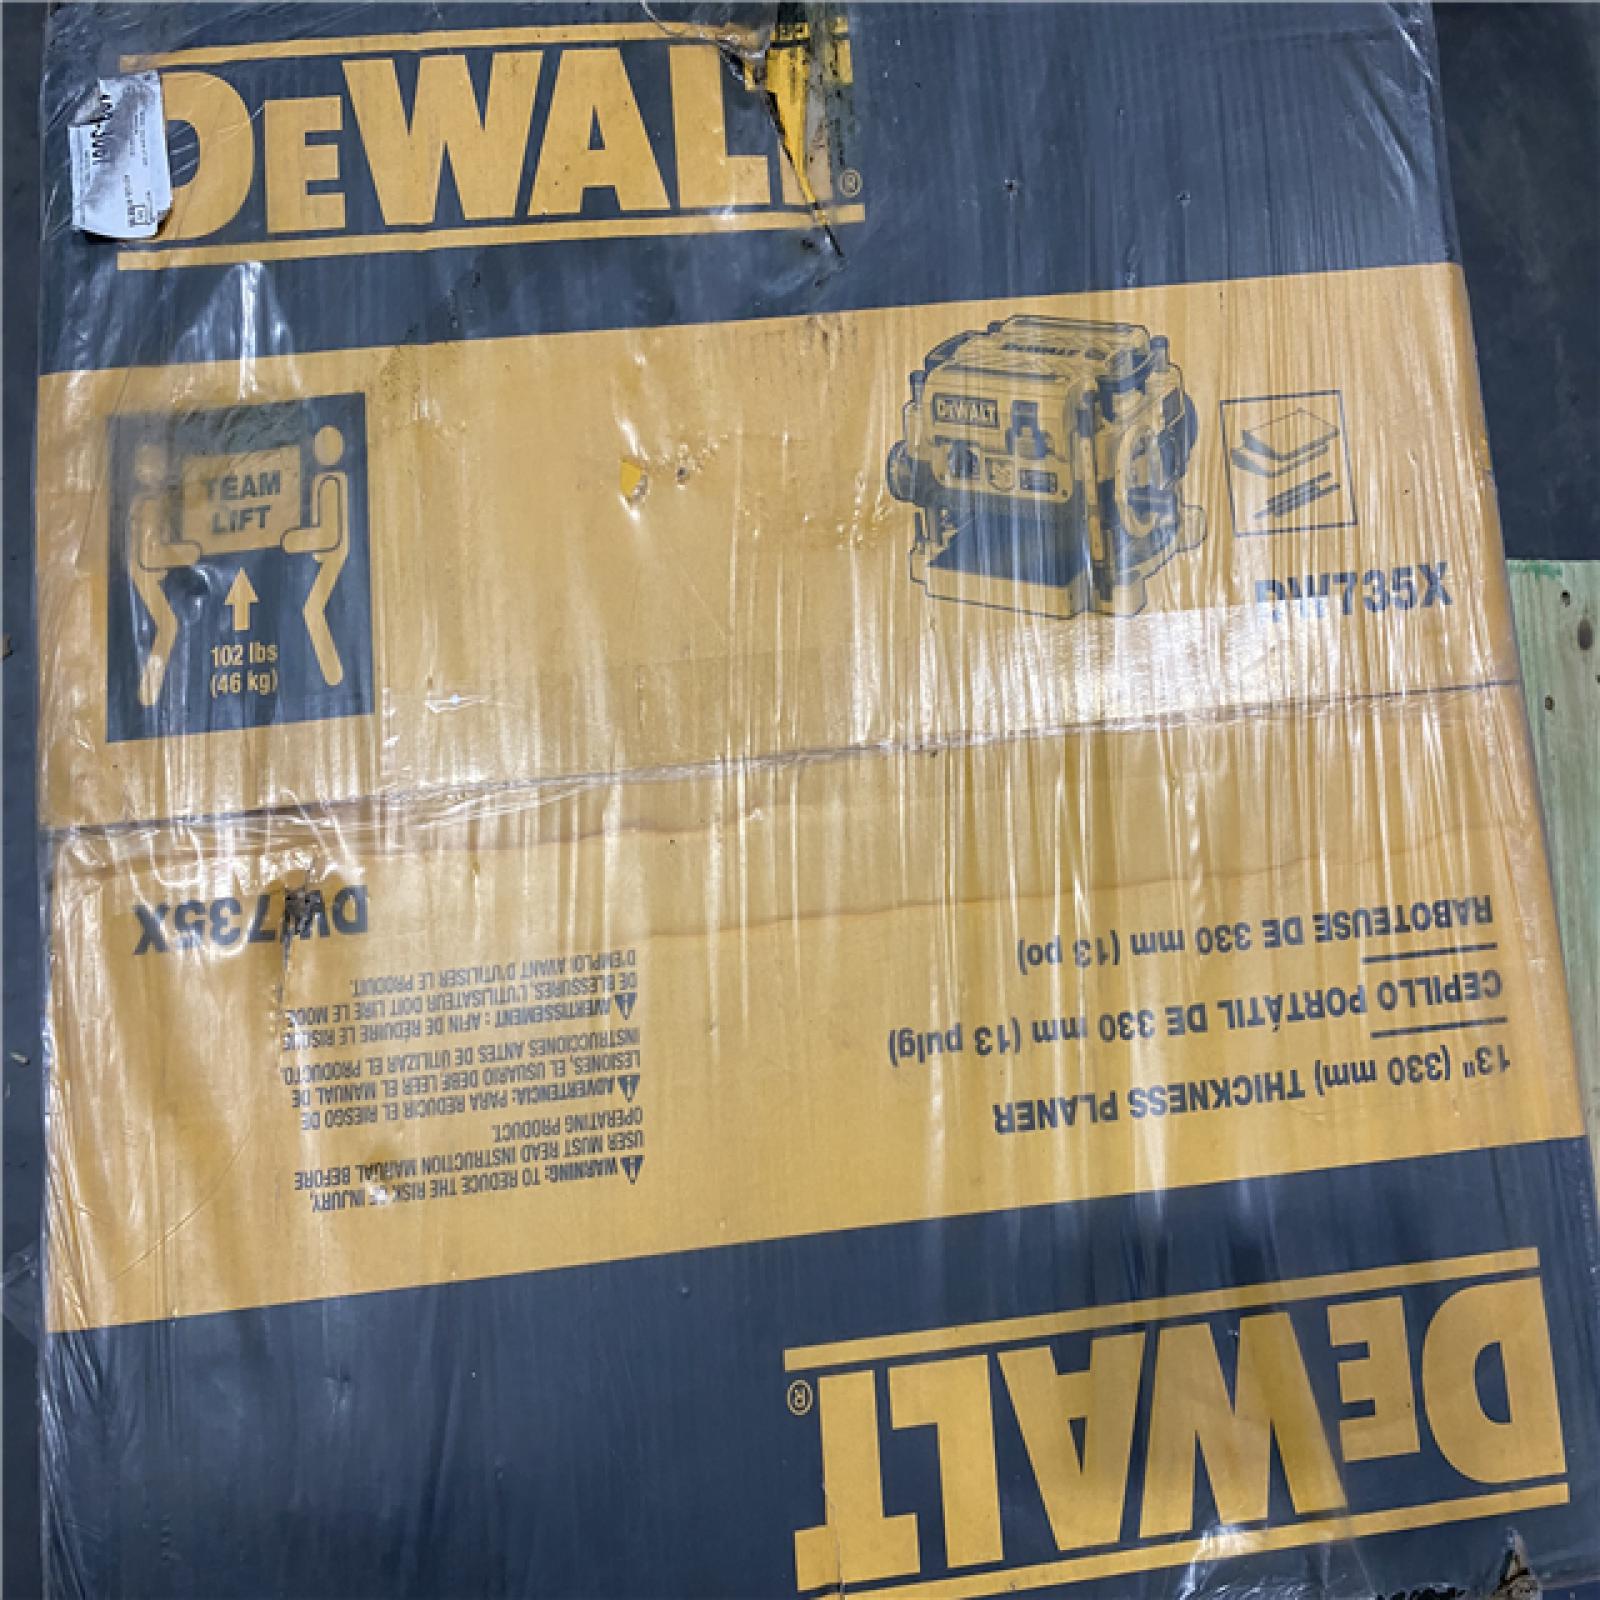 DEWALT®
DEWALT
TEAM
LIFT
102 lbs
(46 kg)
DW735X
DW735X
⚠ WARNING: TO REDUCE THE RISK OF INJURY,
USER MUST READ INSTRUCTION MANUAL BEFORE
OPERATING PRODUCT.
⚠ ADVERTENCIA: PARA REDUCIR EL RIESGO DE
LESIONES, EL USUARIO DEBE LEER EL MANUAL DE
INSTRUCCIONES ANTES DE UTILIZAR EL PRODUCTO.
⚠ AVERTISSEMENT : AFIN DE RÉDUIRE LE RISQUE
DE BLESSURES, L'UTILISATEUR DOIT LIRE LE MODE
D'EMPLOI AVANT D'UTILISER LE PRODUIT.
13" (330 mm) THICKNESS PLANER
CEPILLO PORTÁTIL DE 330 mm (13 pulg)
RABOTEUSE DE 330 mm (13 po)
DEWALT®